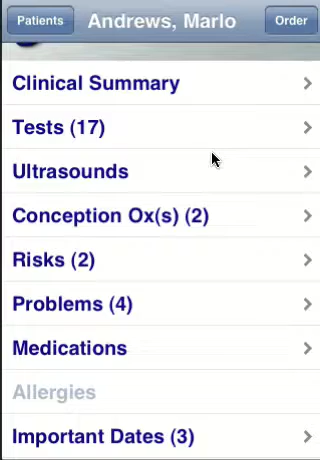 Patients Andrews, Marlo Order
Clinical Summary
Tests (17)
Ultrasounds
Conception Ox(s) (2)
Risks (2)
Problems (4)
Medications
Allergies
Important Dates (3)